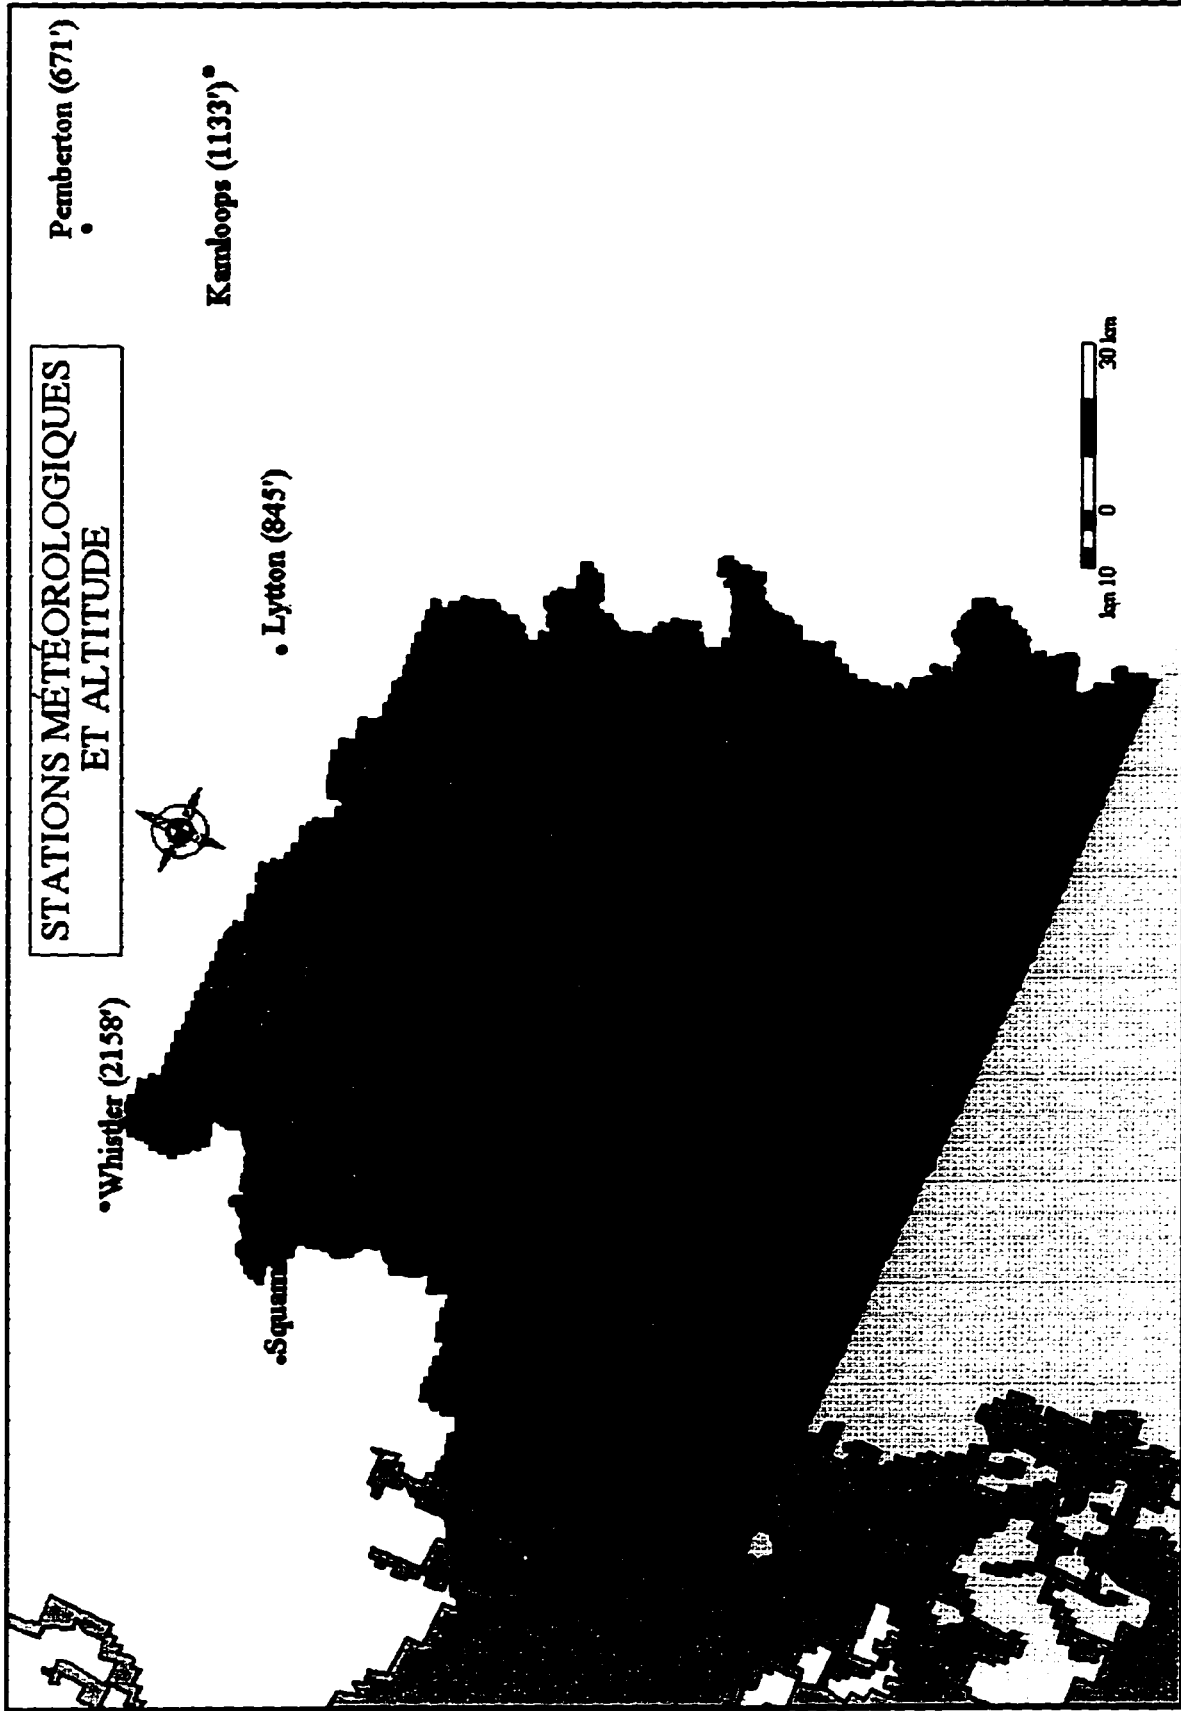 STATIONS MÉTÉOROLOGIQUES
ET ALTITUDE
Pemberton (671')
•Whistler (2158')
Kamloops (1133')
Lytton (845')
km 10 0 30 km